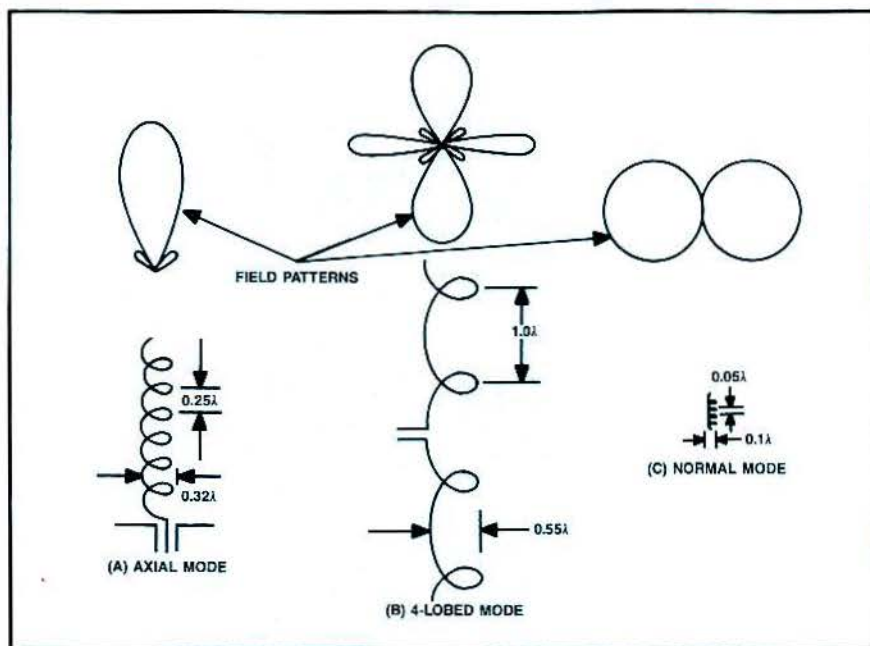 FIELD PATTERNS
1.0λ
0.25λ
0.32λ
(A) AXIAL MODE
0.55λ
(B) 4-LOBED MODE
0.05λ
0.1λ
(C) NORMAL MODE